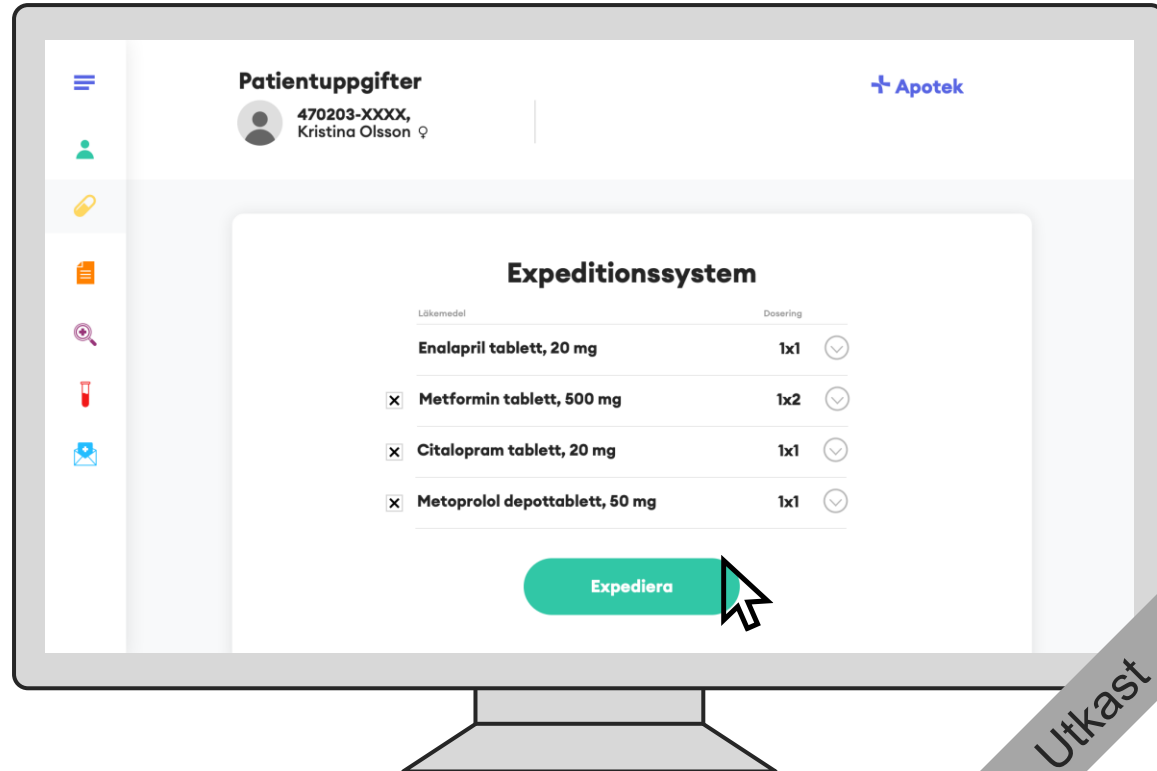 Patientuppgifter
Apotek
470203-XXXX,
Kristina Olsson ♀
Expeditionssystem
Läkemedel Dosering
Enalapril tablett, 20 mg 1x1
Metformin tablett, 500 mg 1x2
Citalopram tablett, 20 mg 1x1
Metoprolol depottablett, 50 mg 1x1
Expediera
Utkast